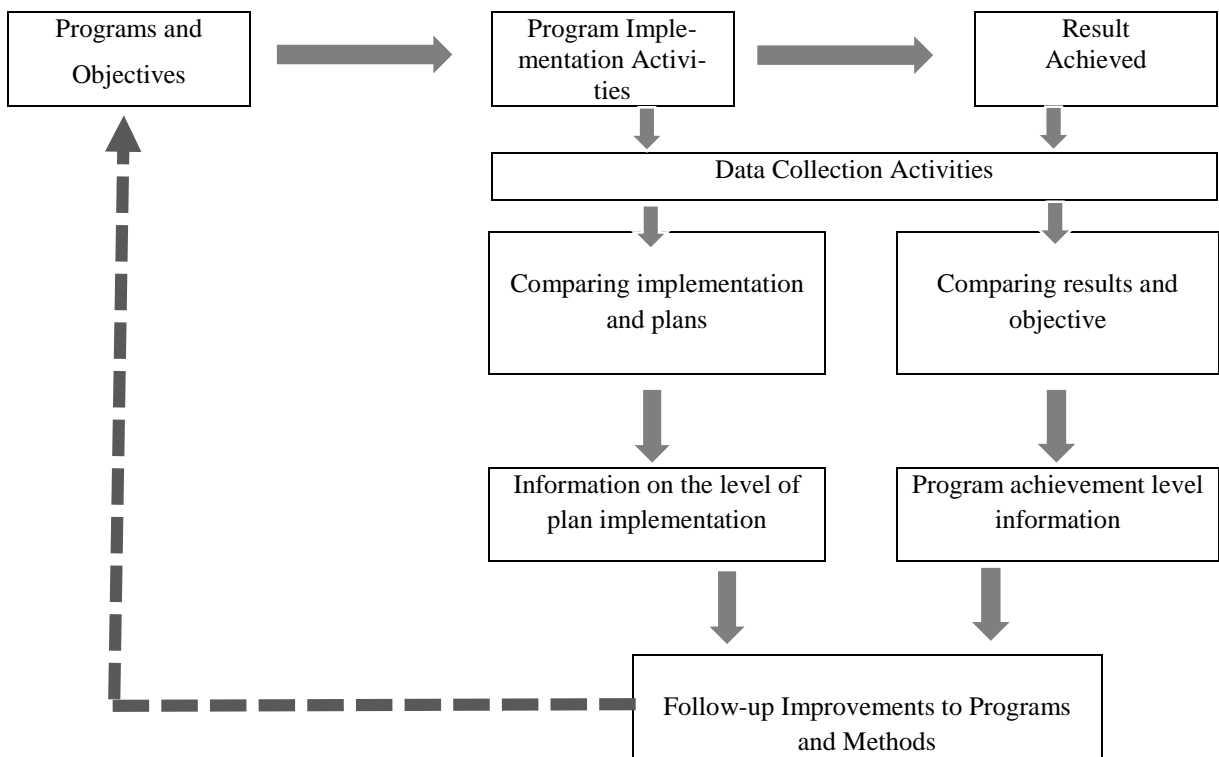 Programs and
Objectives
Program Imple-
mentation Activi-
ties
Result
Achieved
Data Collection Activities
Comparing implementation
and plans
Comparing results and
objective
Information on the level of
plan implementation
Program achievement level
information
Follow-up Improvements to Programs
and Methods